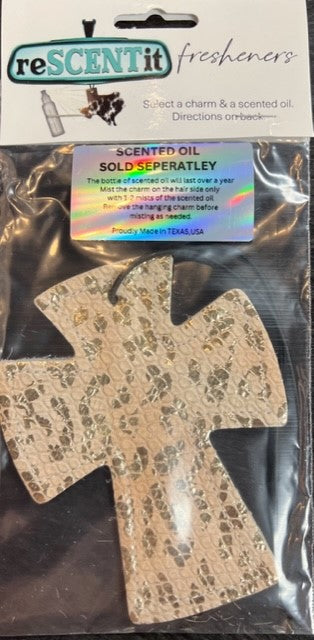 reSCENTit fresheners
Select a charm & a scented oil.
Directions on back
SCENTED OIL
SOLD SEPERATLEY
The bottle of scented oil will last over a year
Mist the charm on the hair side only
with 1-2 mists of the scented oil.
Remove the hanging charm before
misting as needed.
Proudly Made in TEXAS,USA